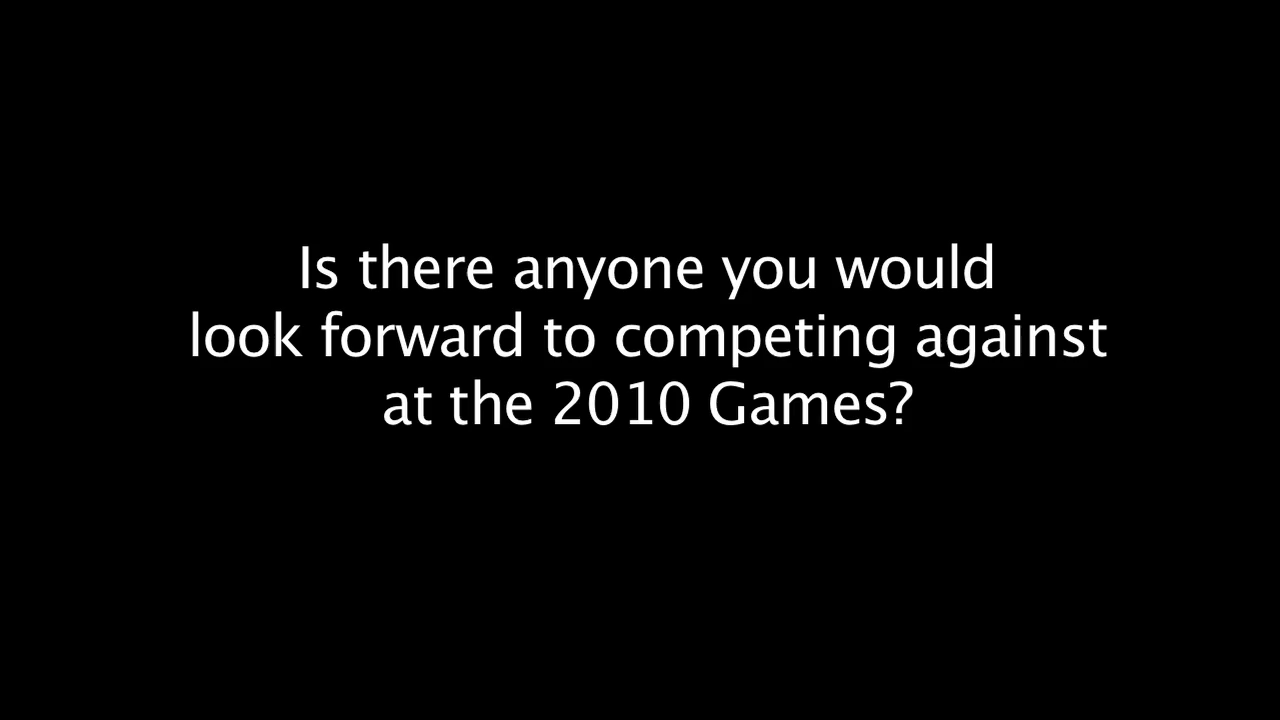 Is there anyone you would
look forward to competing against
at the 2010 Games?